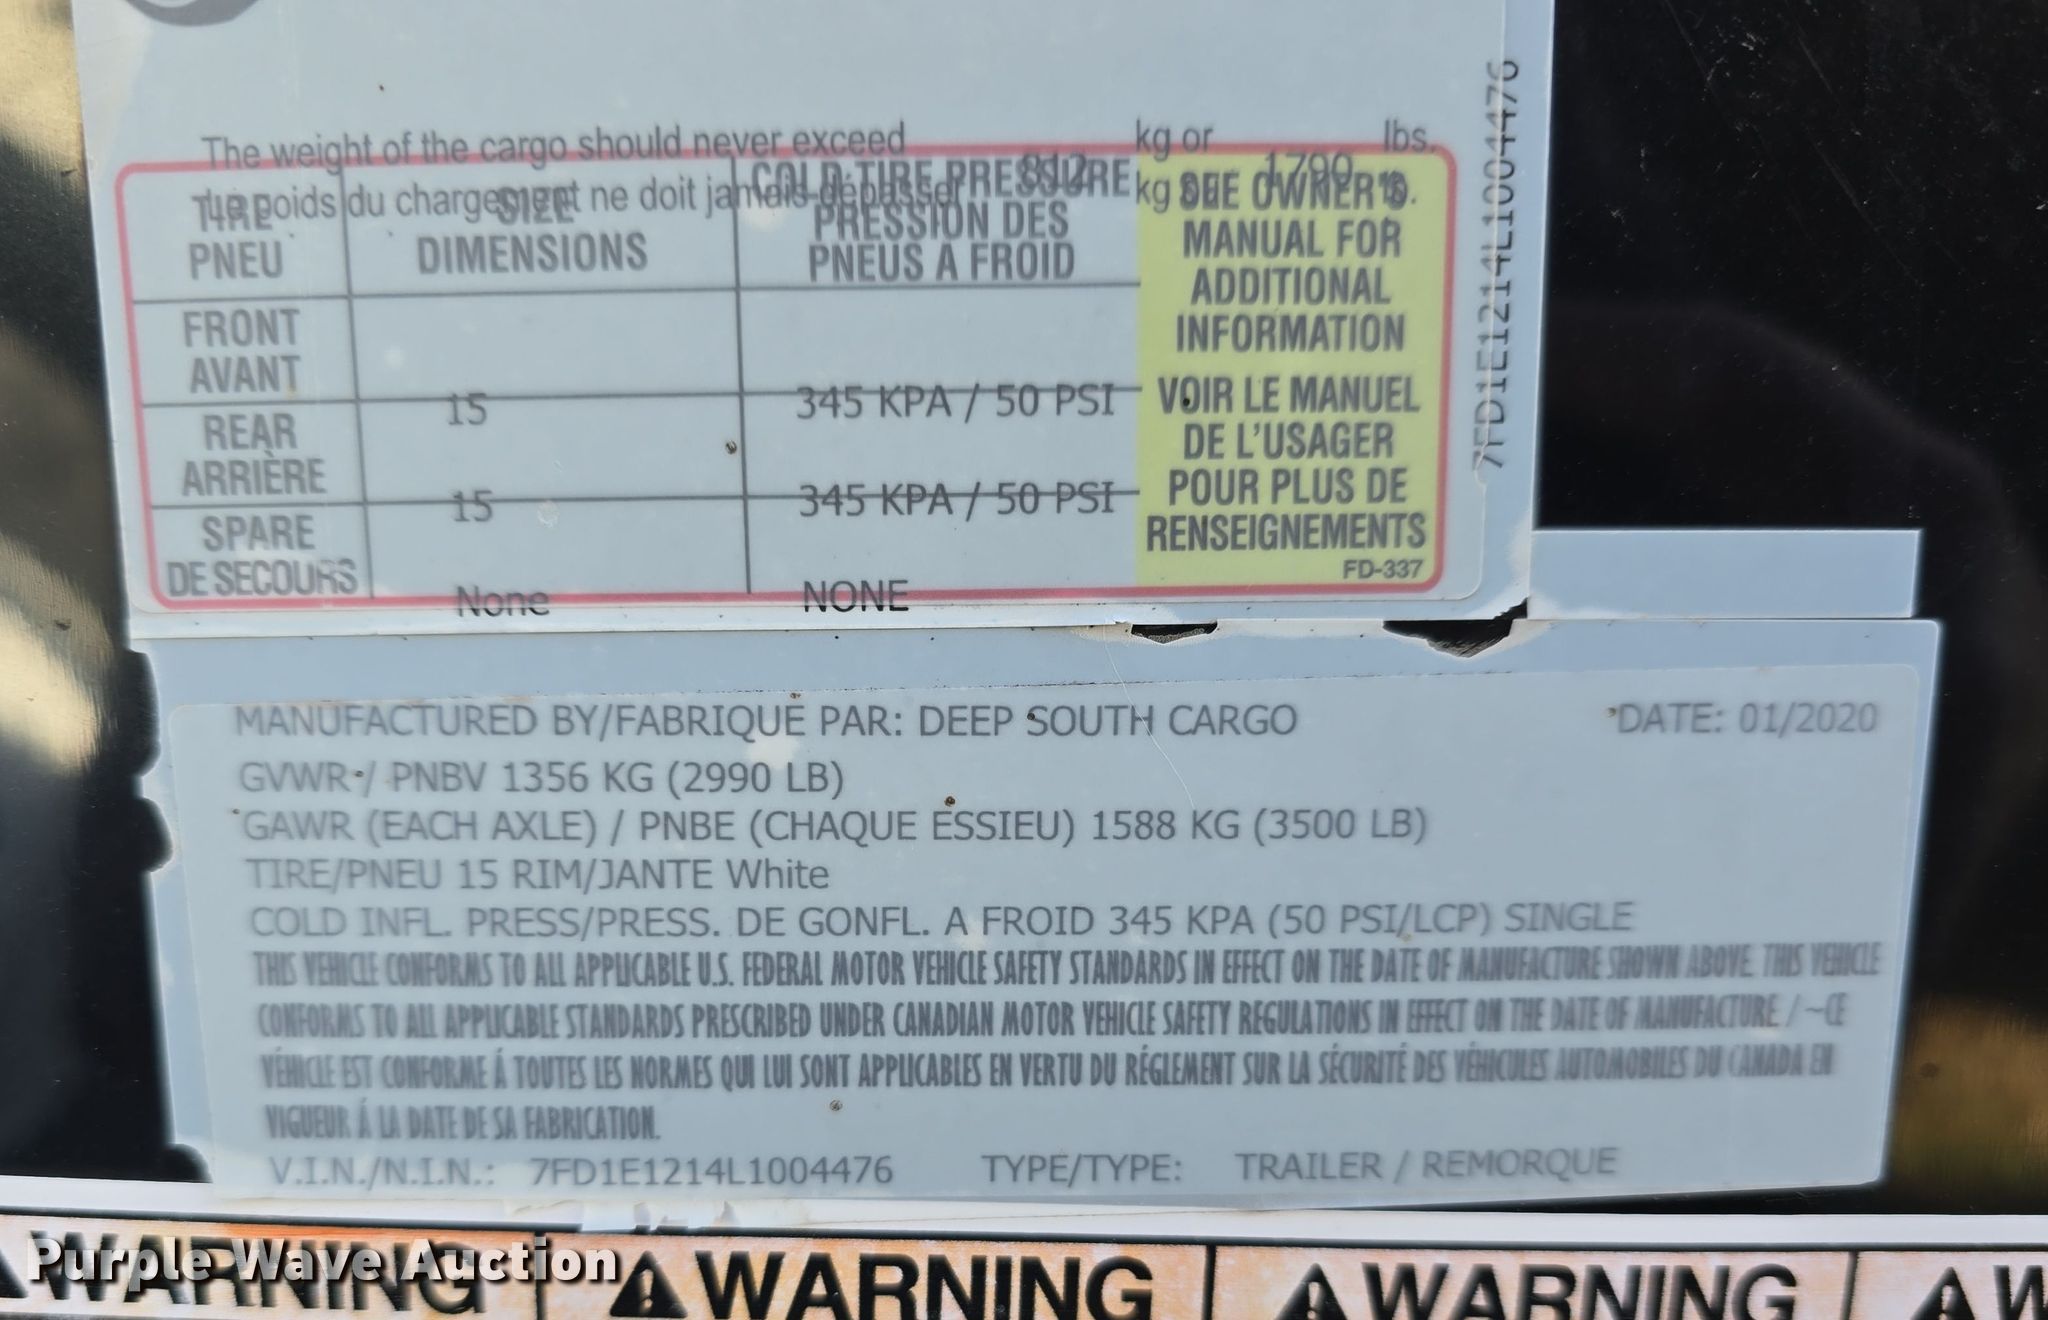 The weight of the cargo should never exceed 812 kg or 1790 lbs.
Le poids du chargement ne doit jamais dépasser kg ou lb.
TIRE SIZE COLD TIRE PRESSURE
PNEU DIMENSIONS PRESSION DES
PNEUS A FROID
FRONT
AVANT 15 345 KPA / 50 PSI
REAR
ARRIÈRE 15 345 KPA / 50 PSI
SPARE
DE SECOURS None NONE
SEE OWNER'S
MANUAL FOR
ADDITIONAL
INFORMATION
VOIR LE MANUEL
DE L'USAGER
POUR PLUS DE
RENSEIGNEMENTS
FD-337
7FD1E1214L1004476
MANUFACTURED BY/FABRIQUE PAR: DEEP SOUTH CARGO DATE: 01/2020
GVWR / PNBV 1356 KG (2990 LB)
GAWR (EACH AXLE) / PNBE (CHAQUE ESSIEU) 1588 KG (3500 LB)
TIRE/PNEU 15 RIM/JANTE White
COLD INFL. PRESS/PRESS. DE GONFL. A FROID 345 KPA (50 PSI/LCP) SINGLE
THIS VEHICLE CONFORMS TO ALL APPLICABLE U.S. FEDERAL MOTOR VEHICLE SAFETY STANDARDS IN EFFECT ON THE DATE OF MANUFACTURE SHOWN ABOVE. THIS VEHICLE
CONFORMS TO ALL APPLICABLE STANDARDS PRESCRIBED UNDER CANADIAN MOTOR VEHICLE SAFETY REGULATIONS IN EFFECT ON THE DATE OF MANUFACTURE / ~CE
VÉHICLE EST CONFORME Á TOUTES LES NORMES QUI LUI SONT APPLICABLES EN VERTU DU RÉGLEMENT SUR LA SÉCURITÉ DES VÉHICULES AUTOMOBILES DU CANADA EN
VIGUEUR Á LA DATE DE SA FABRICATION.
V.I.N./N.I.N.: 7FD1E1214L1004476 TYPE/TYPE: TRAILER / REMORQUE
WARNING WARNING WARNING W
Purple Wave Auction